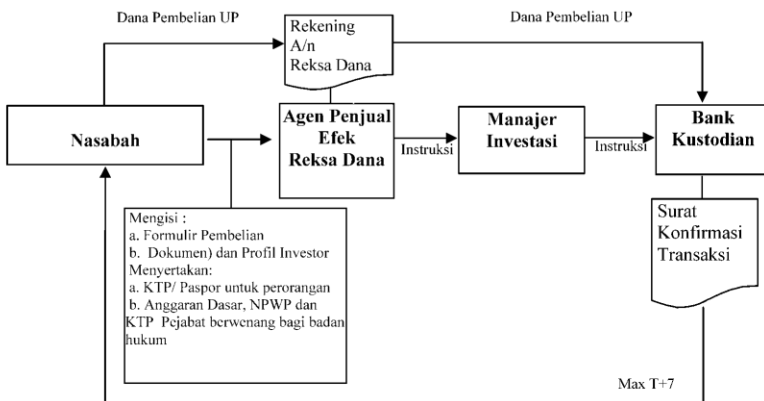 Dana Pembelian UP
Rekening
A/n
Reksa Dana
Dana Pembelian UP
Nasabah
Agen Penjual
Efek
Reksa Dana
Instruksi
Manajer
Investasi
Instruksi
Bank
Kustodian
Mengisi :
a. Formulir Pembelian
b. Dokumen) dan Profil Investor
Menyertakan:
a. KTP/ Paspor untuk perorangan
b. Anggaran Dasar, NPWP dan
KTP Pejabat berwenang bagi badan
hukum
Surat
Konfirmasi
Transaksi
Max T+7